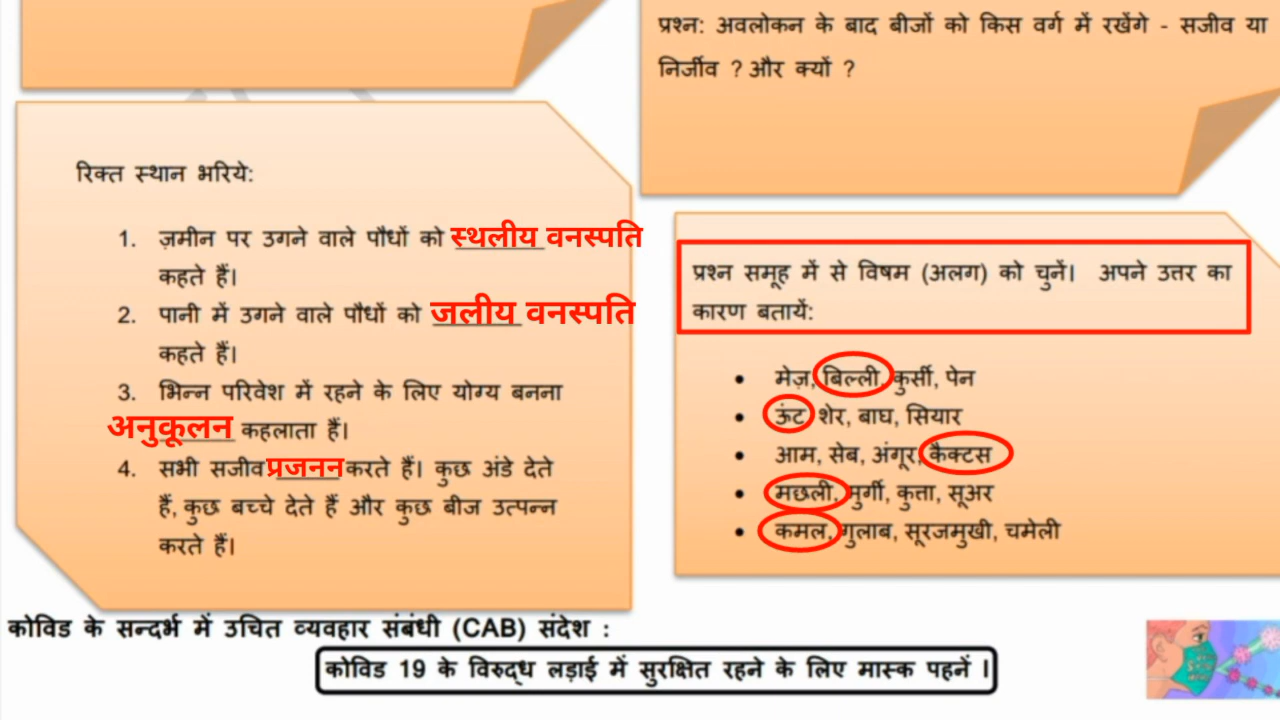 प्रश्न: अवलोकन के बाद बीजों को किस वर्ग में रखेंगे - सजीव या
निर्जीव ? और क्यों ?
रिक्त स्थान भरिये:
1. ज़मीन पर उगने वाले पौधों को स्थलीय वनस्पति
कहते हैं।
2. पानी में उगने वाले पौधों को जलीय वनस्पति
कहते हैं।
3. भिन्न परिवेश में रहने के लिए योग्य बनना
अनुकूलन कहलाता हैं।
4. सभी सजीव प्रजनन करते हैं। कुछ अंडे देते
हैं, कुछ बच्चे देते हैं और कुछ बीज उत्पन्न
करते हैं।
प्रश्न समूह में से विषम (अलग) को चुनें। अपने उत्तर का
कारण बतायें:
• मेज़, बिल्ली, कुर्सी, पेन
• ऊंट शेर, बाघ, सियार
• आम, सेब, अंगूर, कैक्टस
• मछली, मुर्गी, कुत्ता, सूअर
• कमल, गुलाब, सूरजमुखी, चमेली
कोविड के सन्दर्भ में उचित व्यवहार संबंधी (CAB) संदेश :
कोविड 19 के विरुद्ध लड़ाई में सुरक्षित रहने के लिए मास्क पहनें ।